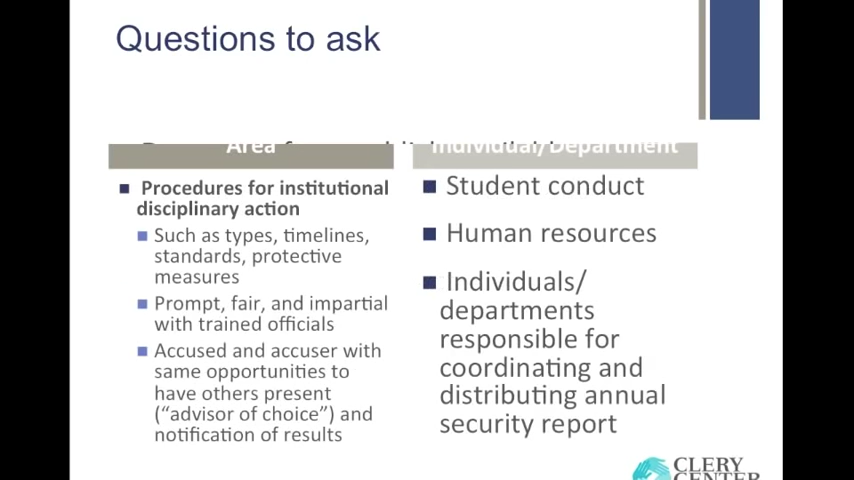 Questions to ask
Area
Individual/Department
Procedures for institutional
disciplinary action
Such as types, timelines,
standards, protective
measures
Prompt, fair, and impartial
with trained officials
Accused and accuser with
same opportunities to
have others present
(“advisor of choice”) and
notification of results
Student conduct
Human resources
Individuals/
departments
responsible for
coordinating and
distributing annual
security report
CLERY
CENTER